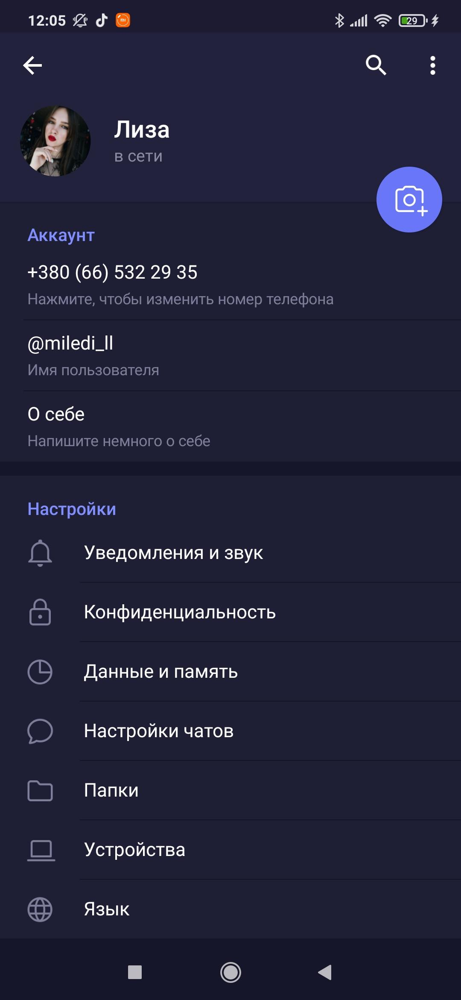 12:05
29
Лиза
в сети
Аккаунт
+380 (66) 532 29 35
Нажмите, чтобы изменить номер телефона
@miledi_ll
Имя пользователя
О себе
Напишите немного о себе
Настройки
Уведомления и звук
Конфиденциальность
Данные и память
Настройки чатов
Папки
Устройства
Язык